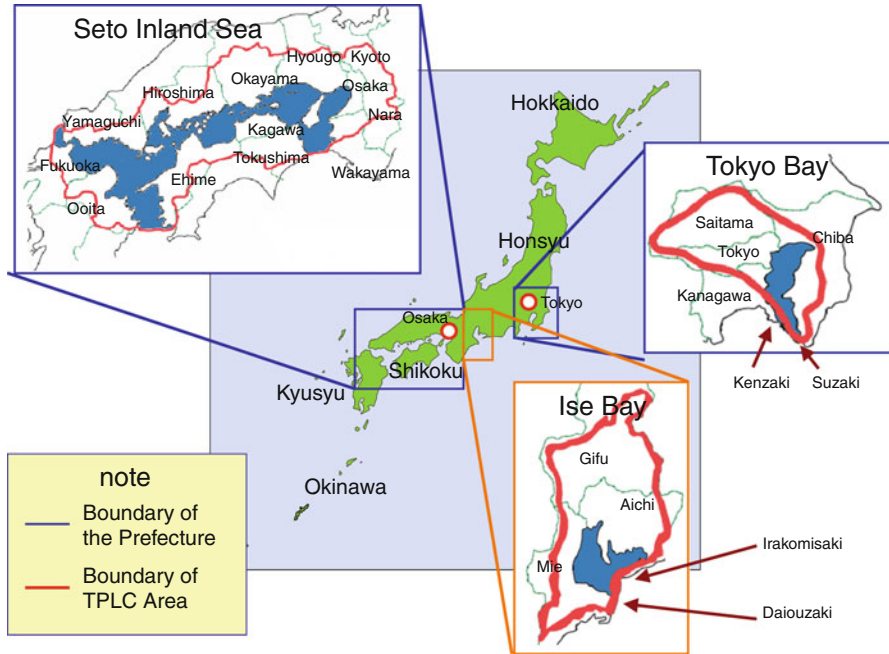 Seto Inland Sea
Hyougo
Kyoto
Okayama
Osaka
Hiroshima
Yamaguchi
Nara
Kagawa
Fukuoka
Tokushima
Ehime
Wakayama
Ooita
Hokkaido
Honsyu
Tokyo
Osaka
Shikoku
Kyusyu
Okinawa
Tokyo Bay
Saitama
Chiba
Tokyo
Kanagawa
Kenzaki
Suzaki
Ise Bay
Gifu
Aichi
Mie
Irakomisaki
Daiouzaki
note
Boundary of
the Prefecture
Boundary of
TPLC Area